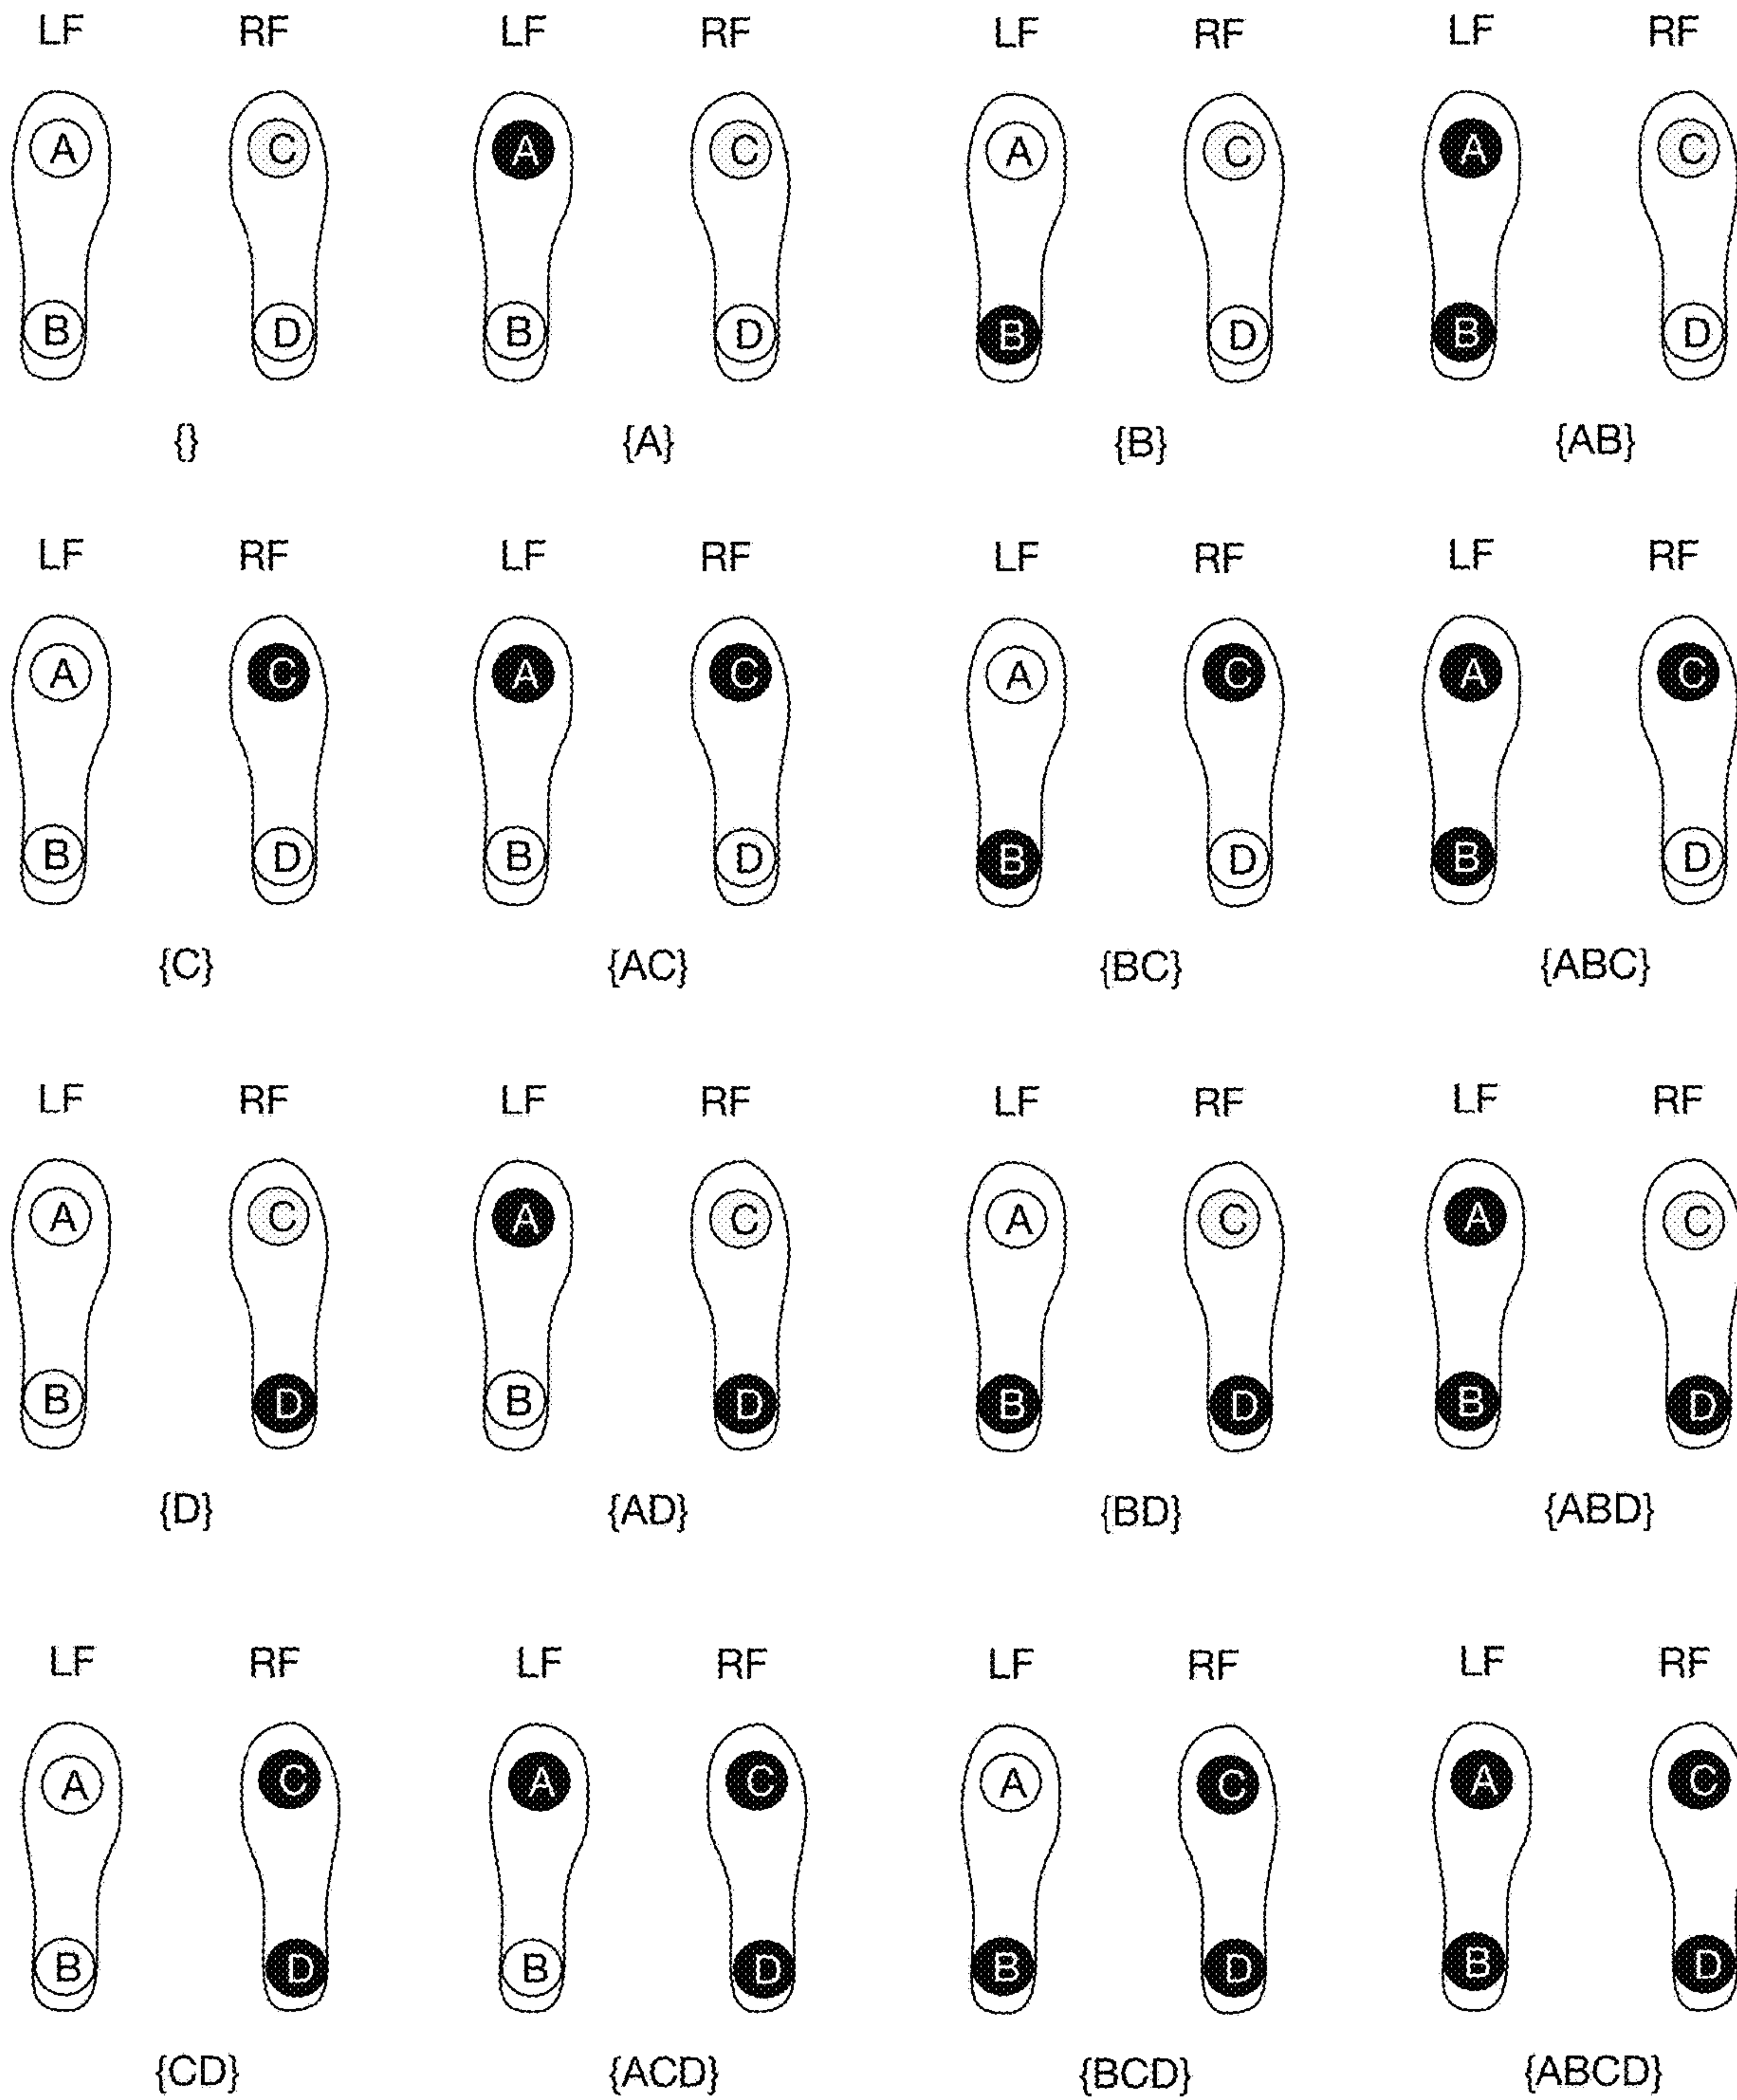 LF RF LF RF LF RF LF RF
A C A C A C A C
B D B D B D B D
{} {A} {B} {AB}
LF RF LF RF LF RF LF RF
A C A C A C A C
B D B D B D B D
{C} {AC} {BC} {ABC}
LF RF LF RF LF RF LF RF
A C A C A C A C
B D B D B D B D
{D} {AD} {BD} {ABD}
LF RF LF RF LF RF LF RF
A C A C A C A C
B D B D B D B D
{CD} {ACD} {BCD} {ABCD}